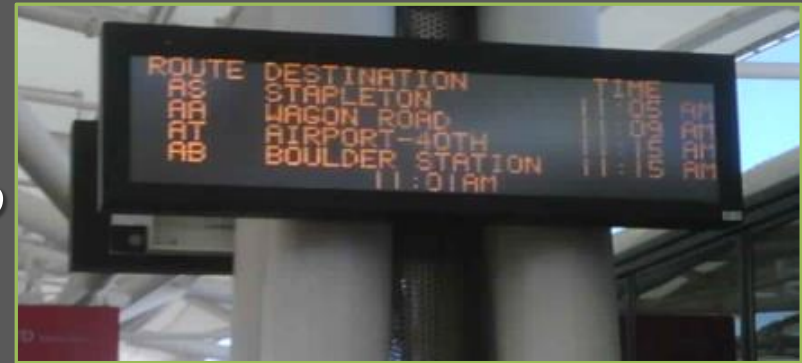 ROUTE DESTINATION TIME
AS STAPLETON 11:05 AM
AA WAGON ROAD 11:09 AM
AT AIRPORT-40TH 11:15 AM
AB BOULDER STATION 11:15 AM
11:01AM